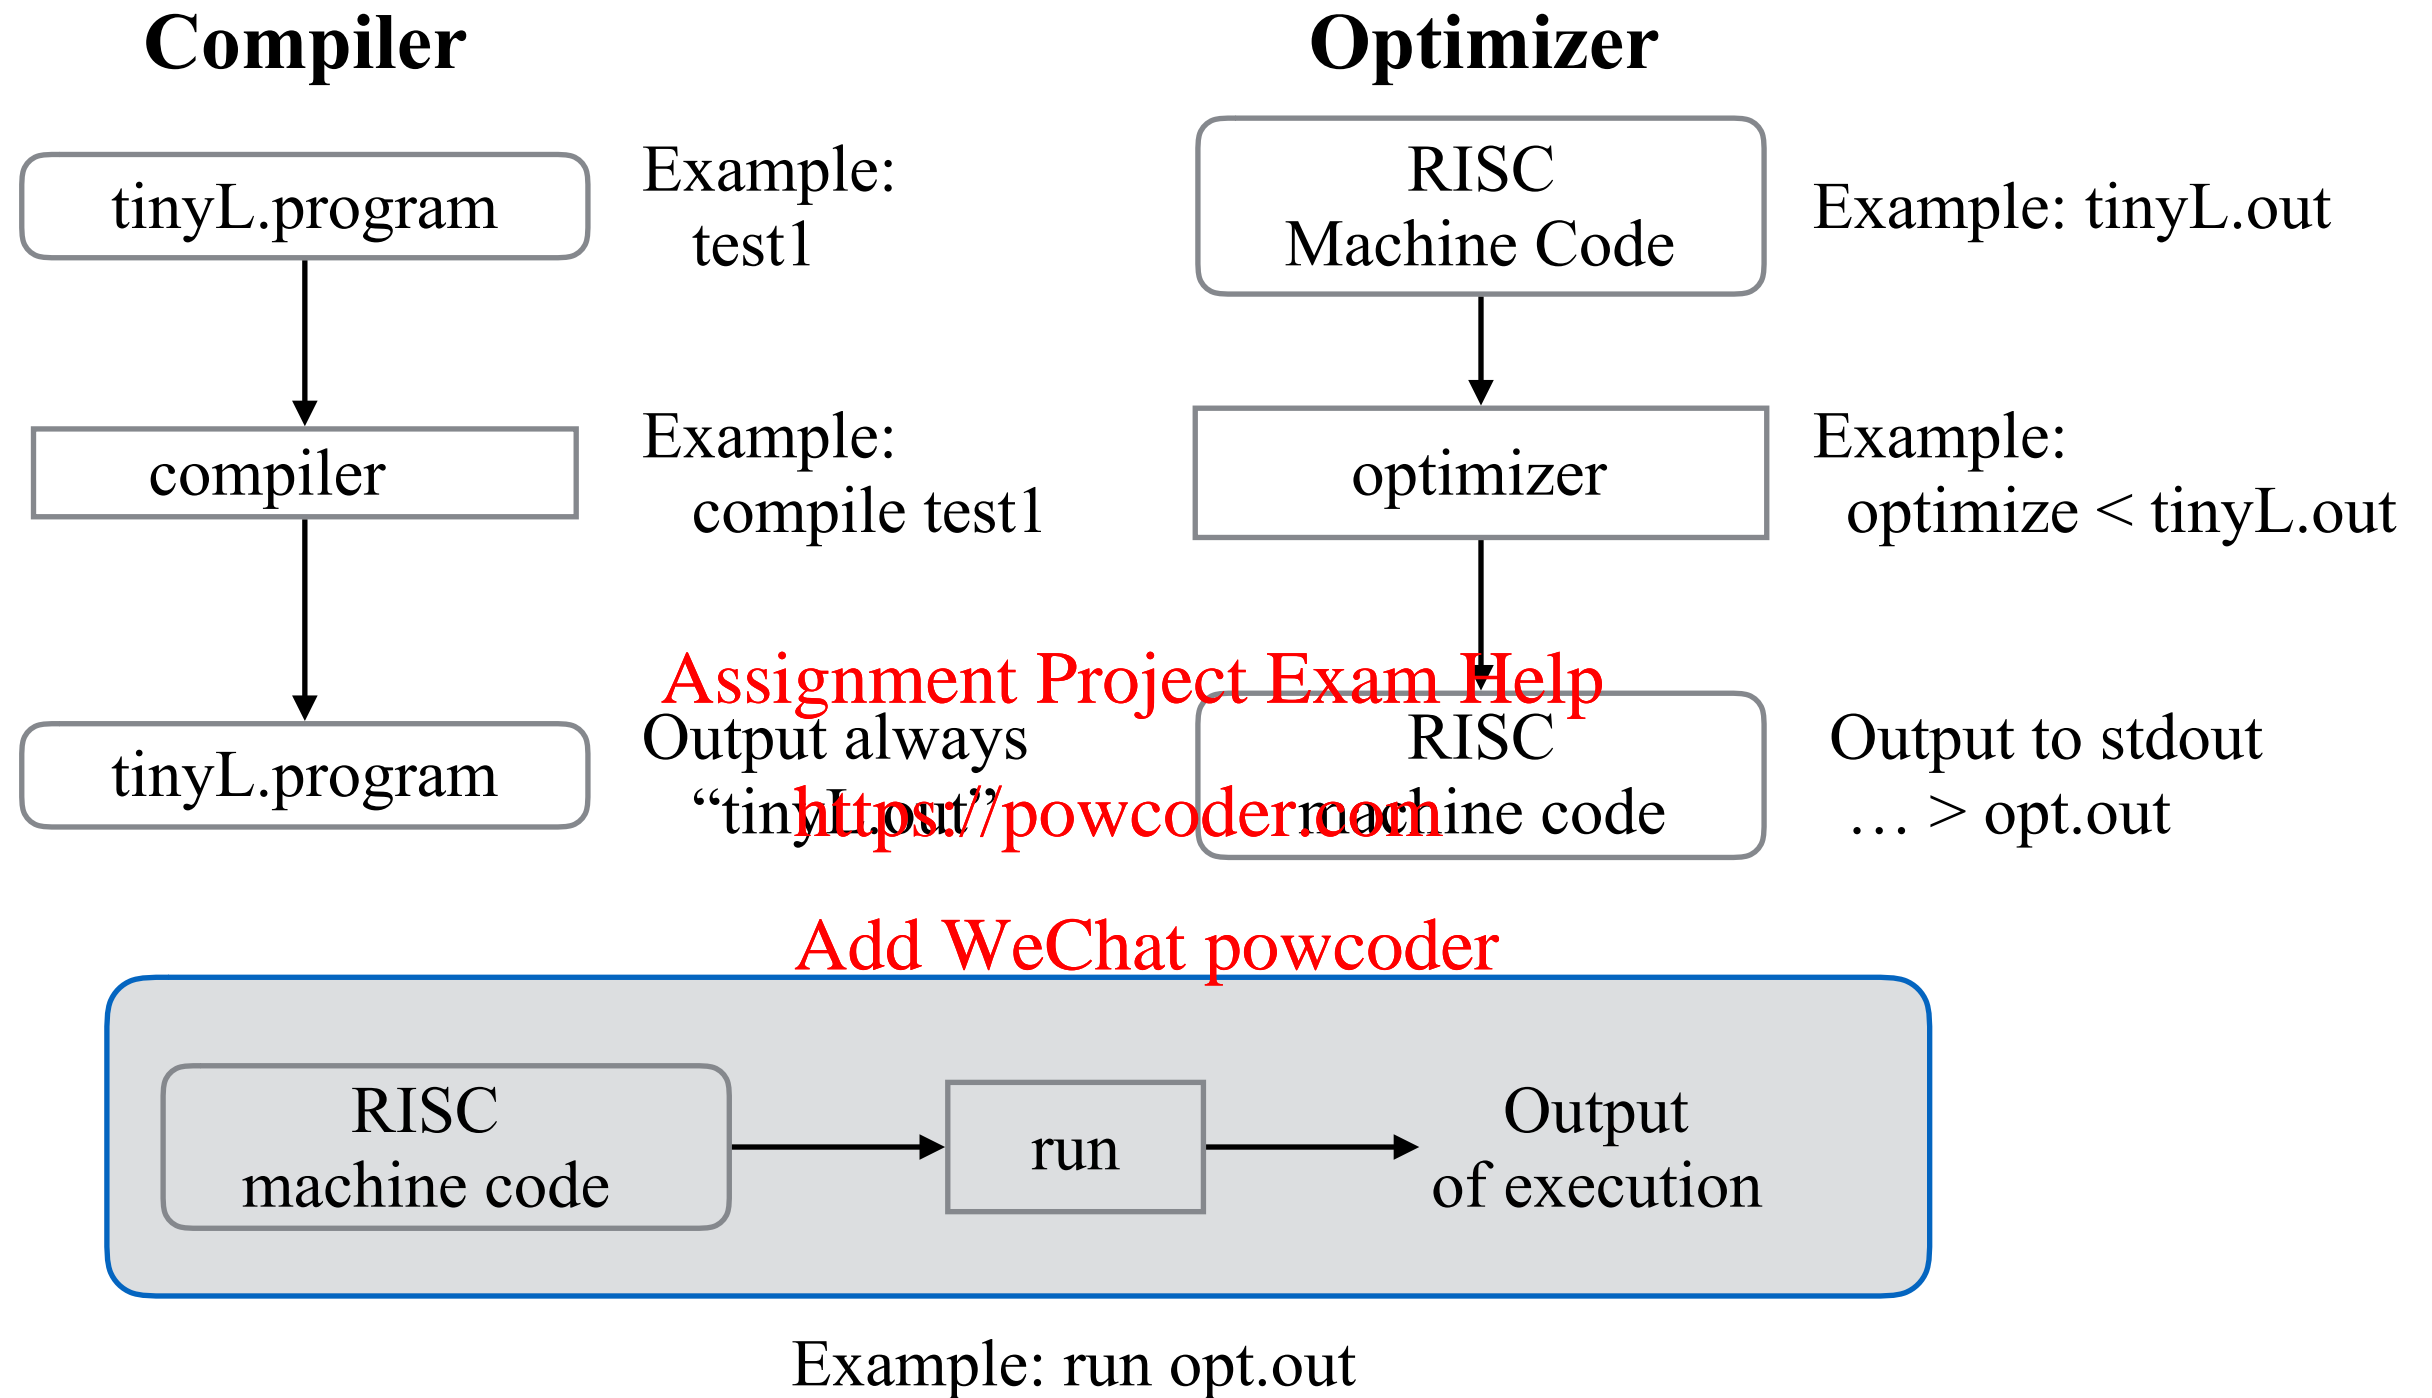 Compiler
tinyL.program
Example:
test1
compiler
Example:
compile test1
tinyL.program
Output always
“tinyL.out”
Optimizer
RISC
Machine Code
Example: tinyL.out
optimizer
Example:
optimize < tinyL.out
RISC
machine code
Output to stdout
… > opt.out
Assignment Project Exam Help
https://powcoder.com
Add WeChat powcoder
RISC
machine code
run
Output
of execution
Example: run opt.out